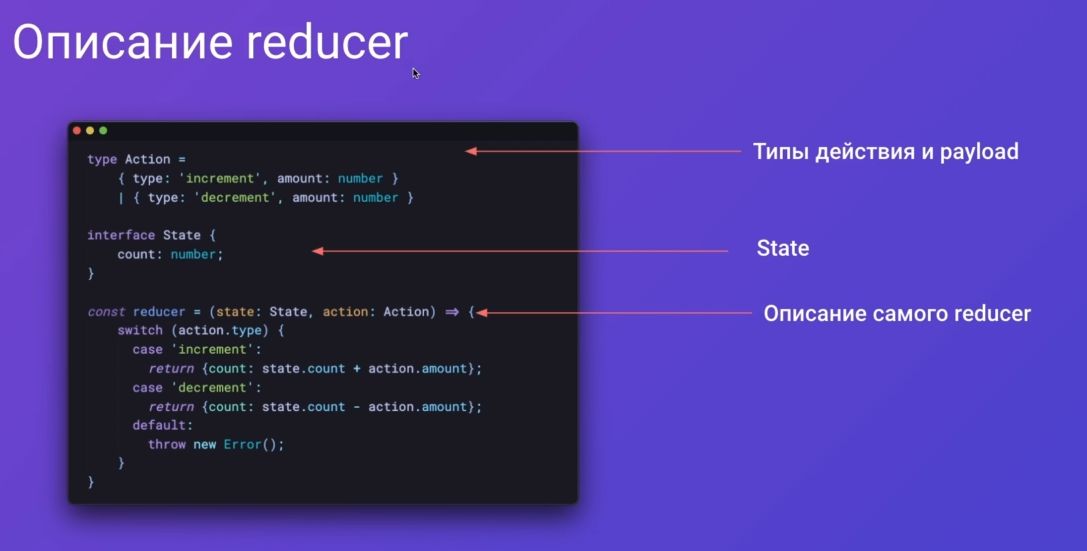 Описание reducer
type Action =
{ type: 'increment', amount: number }
| { type: 'decrement', amount: number }
interface State {
count: number;
}
const reducer = (state: State, action: Action) => {
switch (action.type) {
case 'increment':
return {count: state.count + action.amount};
case 'decrement':
return {count: state.count - action.amount};
default:
throw new Error();
}
}
Типы действия и payload
State
Описание самого reducer